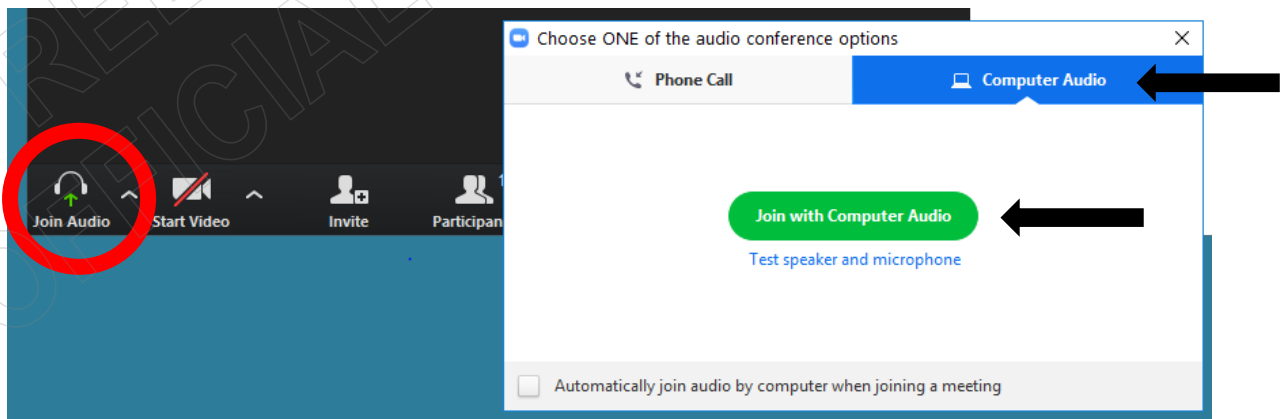 Choose ONE of the audio conference options
Phone Call
Computer Audio
Join with Computer Audio
Test speaker and microphone
Automatically join audio by computer when joining a meeting
Join Audio
Start Video
Invite
Participan